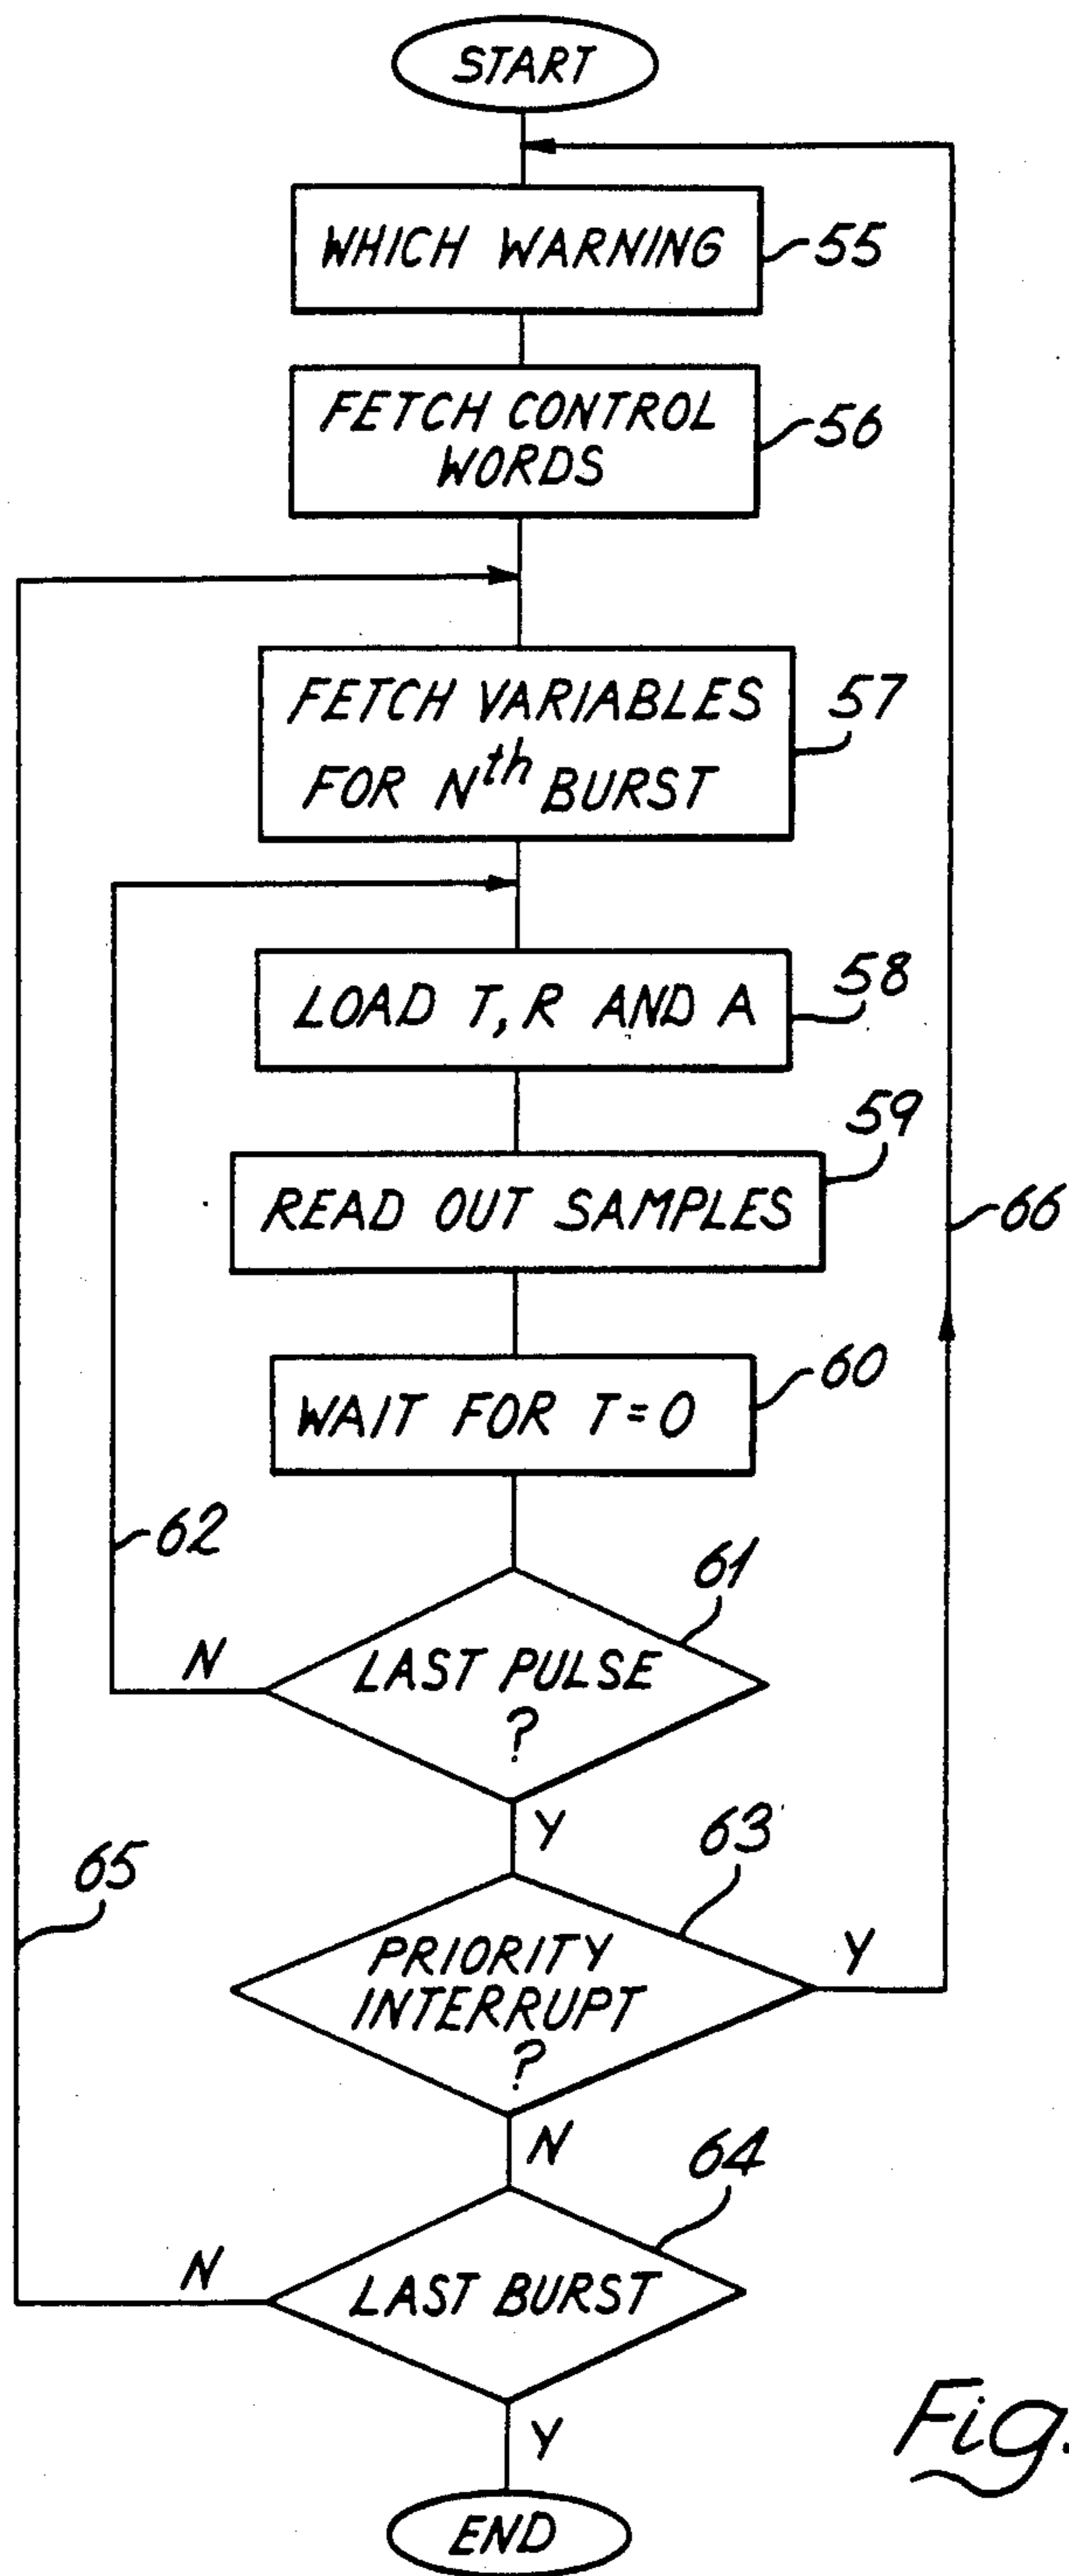 START
WHICH WARNING
55
FETCH CONTROL
WORDS
56
FETCH VARIABLES
FOR Nth BURST
57
LOAD T, R AND A
58
READ OUT SAMPLES
59
66
WAIT FOR T=0
60
62
LAST PULSE
?
61
N
Y
65
PRIORITY
INTERRUPT
?
63
Y
N
LAST BURST
64
N
Y
END
Fig.